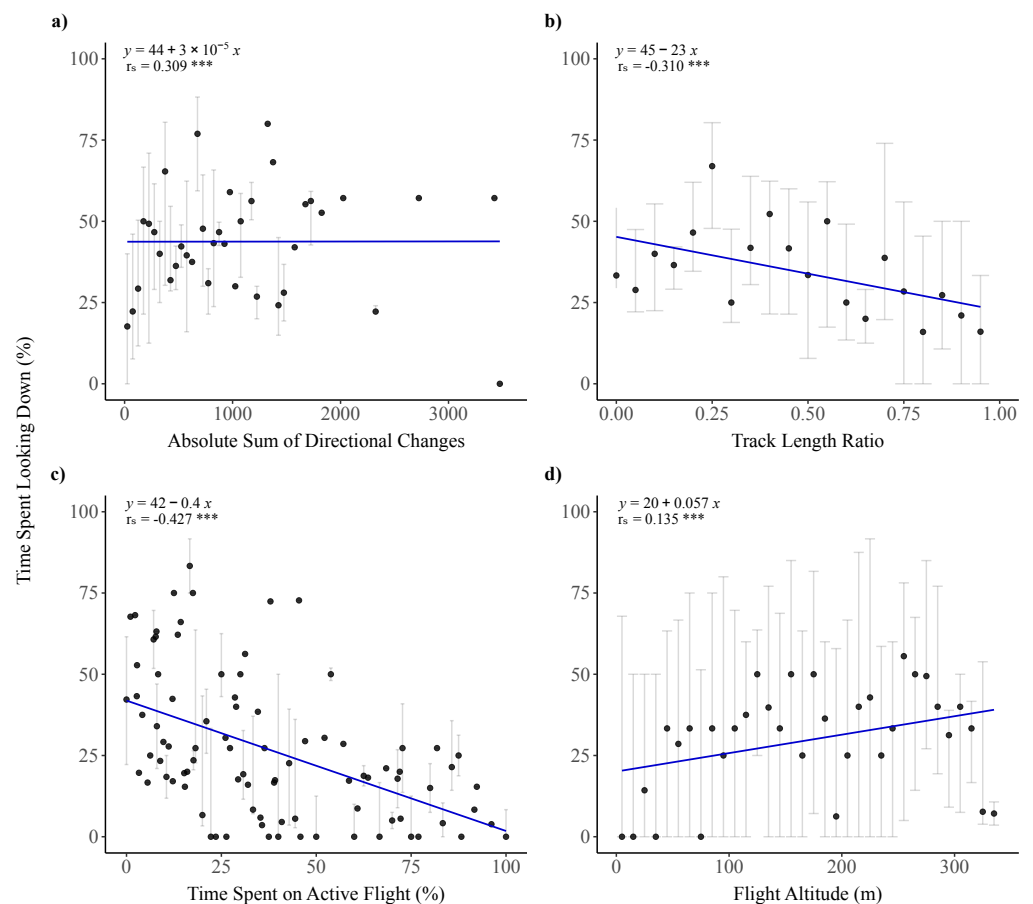 a)
y = 44 + 3 × 10⁻⁵ x
rₛ = 0.309 ***
100
75
50
25
0
0 1000 2000 3000
Absolute Sum of Directional Changes
b)
y = 45 − 23 x
rₛ = -0.310 ***
100
75
50
25
0
0.00 0.25 0.50 0.75 1.00
Track Length Ratio
Time Spent Looking Down (%)
c)
y = 42 − 0.4 x
rₛ = -0.427 ***
100
75
50
25
0
0 25 50 75 100
Time Spent on Active Flight (%)
d)
y = 20 + 0.057 x
rₛ = 0.135 ***
100
75
50
25
0
0 100 200 300
Flight Altitude (m)